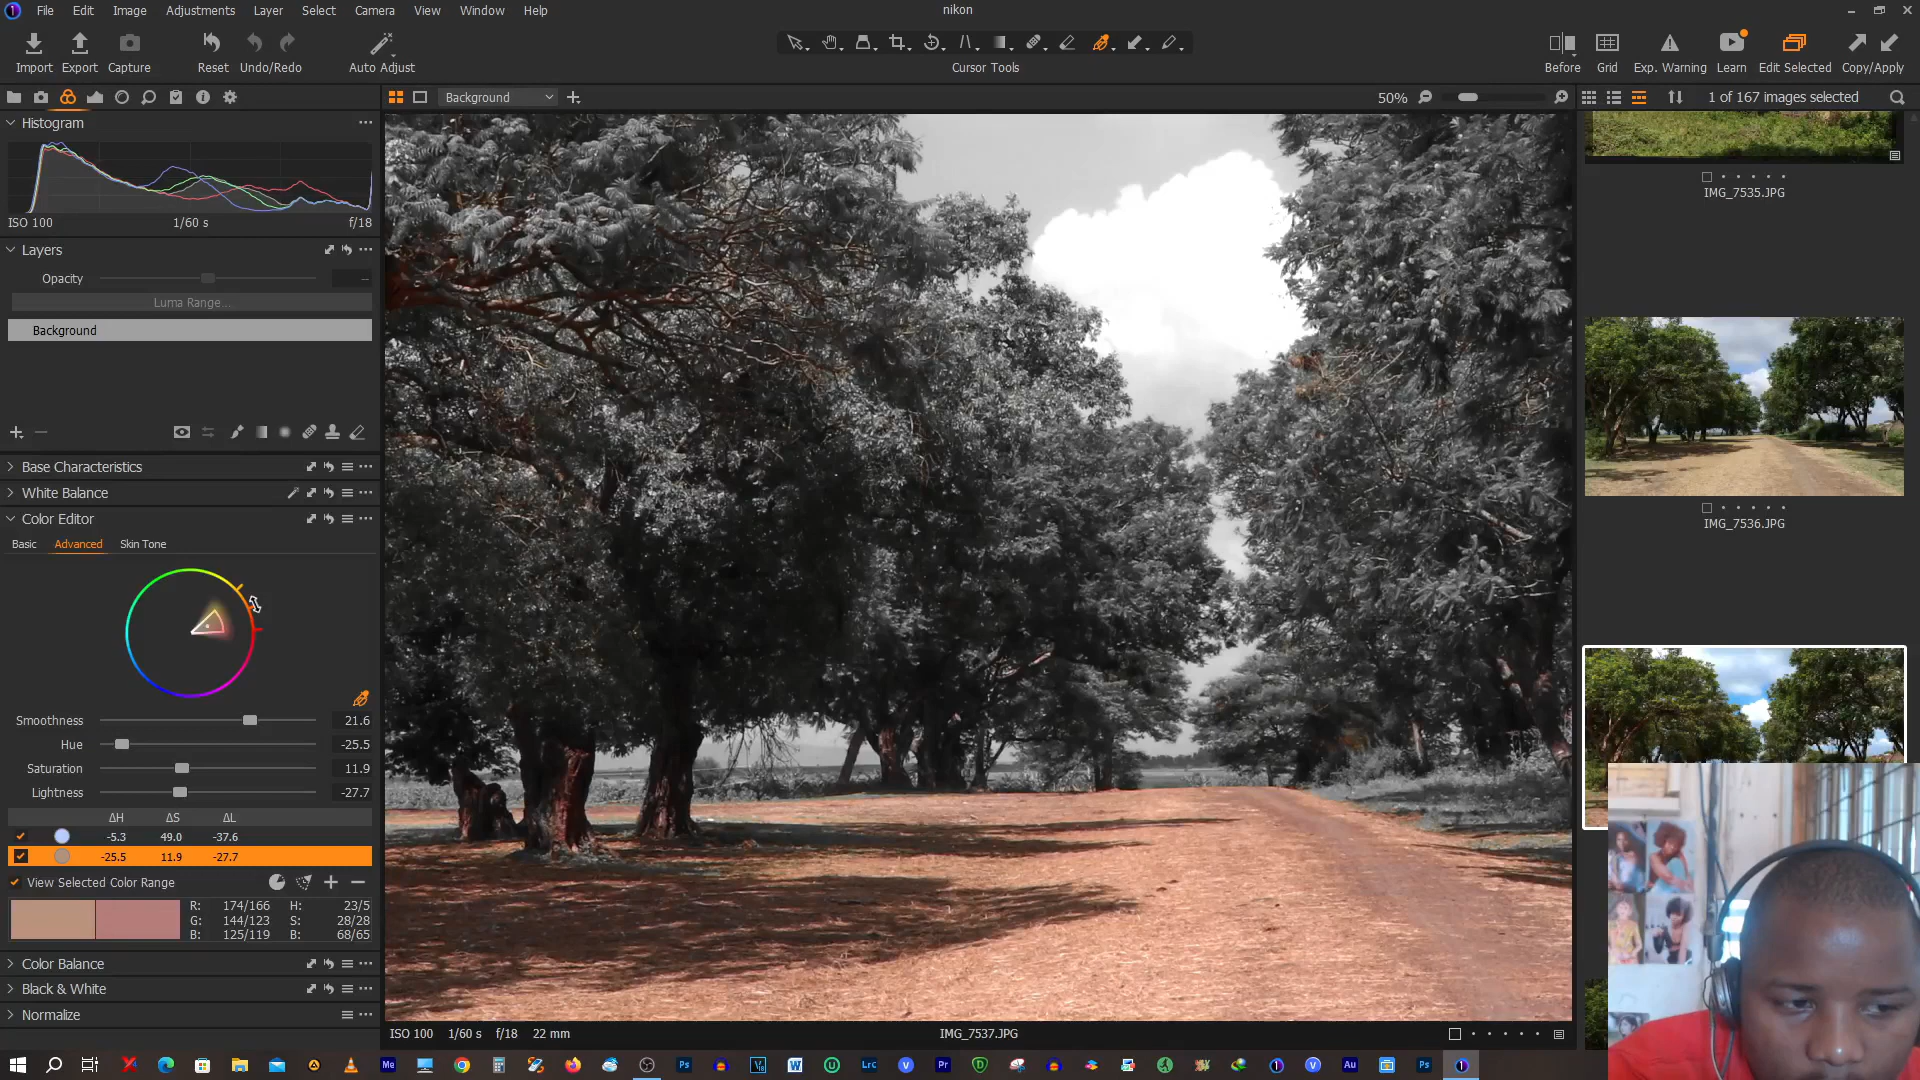 File Edit Image Adjustments Layer Select Camera View Window Help
nikon
Import Export Capture Reset Undo/Redo Auto Adjust
Cursor Tools
Before Grid Exp. Warning Learn Edit Selected Copy/Apply
Background
50%
1 of 167 images selected
Histogram
ISO 100 1/60 s f/18
Layers
Opacity
Luma Range...
Background
Base Characteristics
White Balance
Color Editor
Basic Advanced Skin Tone
Smoothness 21.6
Hue -25.5
Saturation 11.9
Lightness -27.7
ΔH ΔS ΔL
-5.3 49.0 -37.6
-25.5 11.9 -27.7
View Selected Color Range
R: 174/166 H: 23/5
G: 144/123 S: 28/28
B: 125/119 B: 68/65
Color Balance
Black & White
Normalize
ISO 100 1/60 s f/18 22 mm
IMG_7537.JPG
IMG_7535.JPG
IMG_7536.JPG
Me
Ps
W
U
Lrc
V
Pr
D
V
Au
Ps